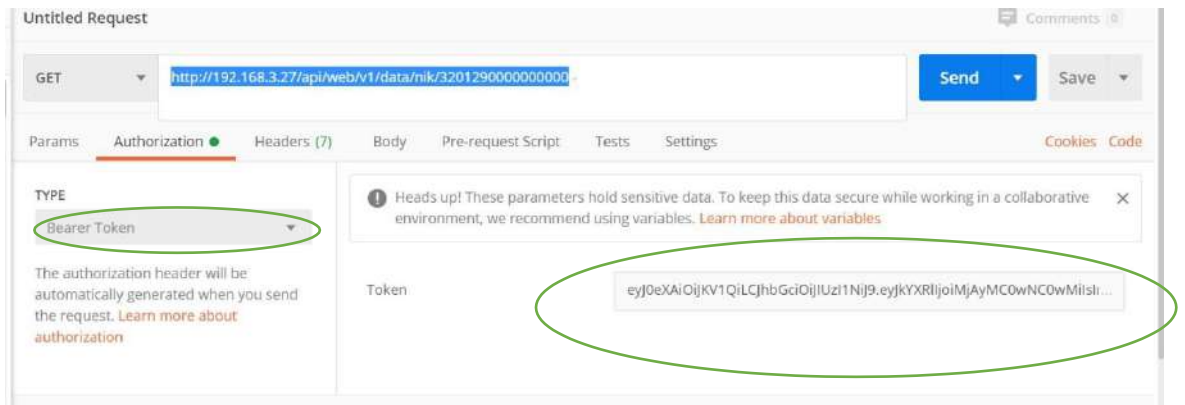 Untitled Request
Comments 0
GET
http://192.168.3.27/api/web/v1/data/nik/3201290000000000
Send
Save
Params Authorization Headers (7) Body Pre-request Script Tests Settings Cookies Code
TYPE
Bearer Token
The authorization header will be
automatically generated when you send
the request. Learn more about
authorization
Heads up! These parameters hold sensitive data. To keep this data secure while working in a collaborative
environment, we recommend using variables. Learn more about variables
Token
eyJ0eXAiOiJKV1QiLCJhbGciOiJIUzI1NiJ9.eyJkYXRlIjoiMjAyMC0wNC0wMiIsIr...